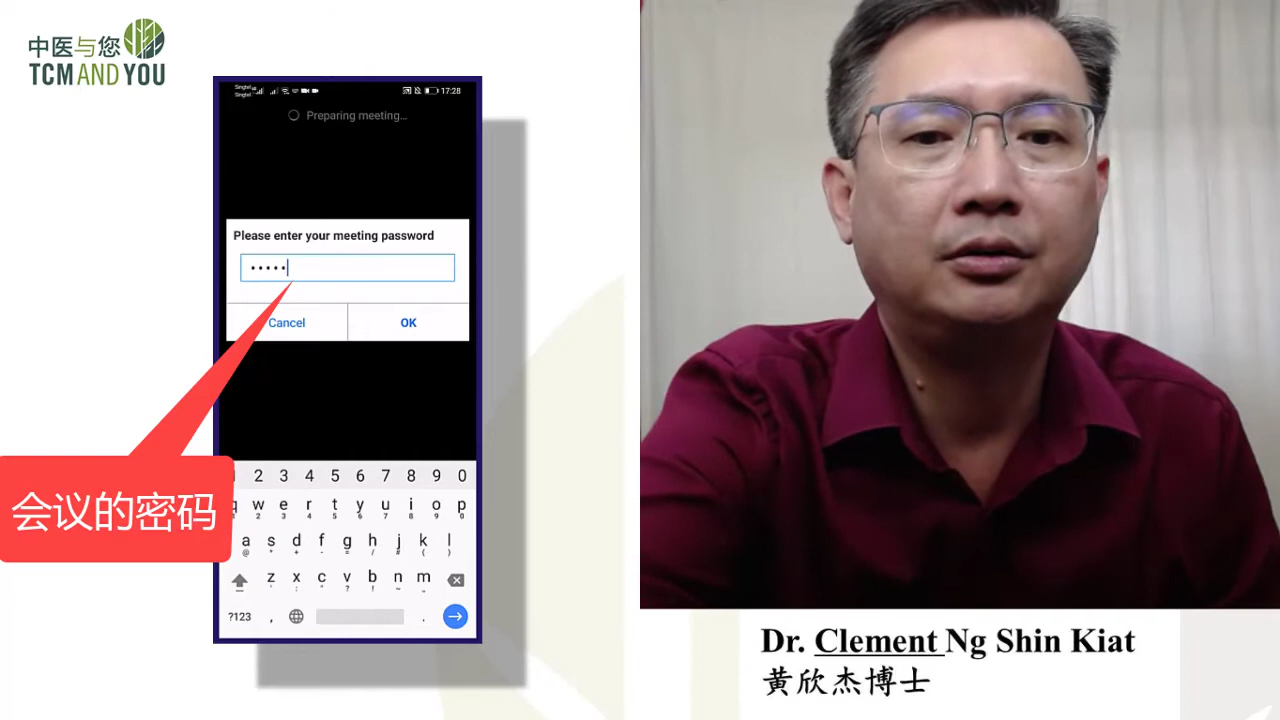 中医与您
TCM AND YOU
Singtel
Singtel
17:28
Preparing meeting...
Please enter your meeting password
•••••
Cancel
OK
会议的密码
1 2 3 4 5 6 7 8 9 0
q w e r t y u i o p
a s d f g h j k l
z x c v b n m
?123 , .
Dr. Clement Ng Shin Kiat
黄欣杰博士